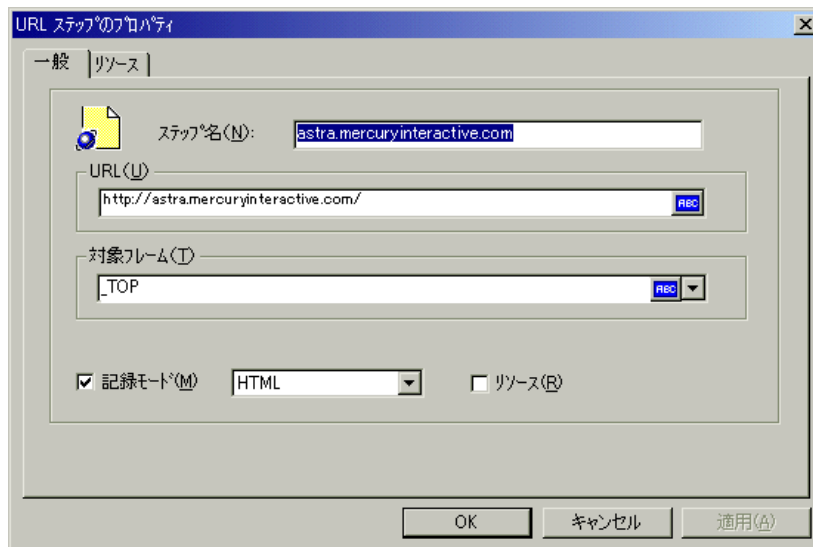 URL ステップのプロパティ
一般 リソース
ステップ名(N): astra.mercuryinteractive.com
URL(U)
http://astra.mercuryinteractive.com/ ABC
対象フレーム(T)
_TOP ABC
記録モード(M) HTML リソース(R)
OK キャンセル 適用(A)